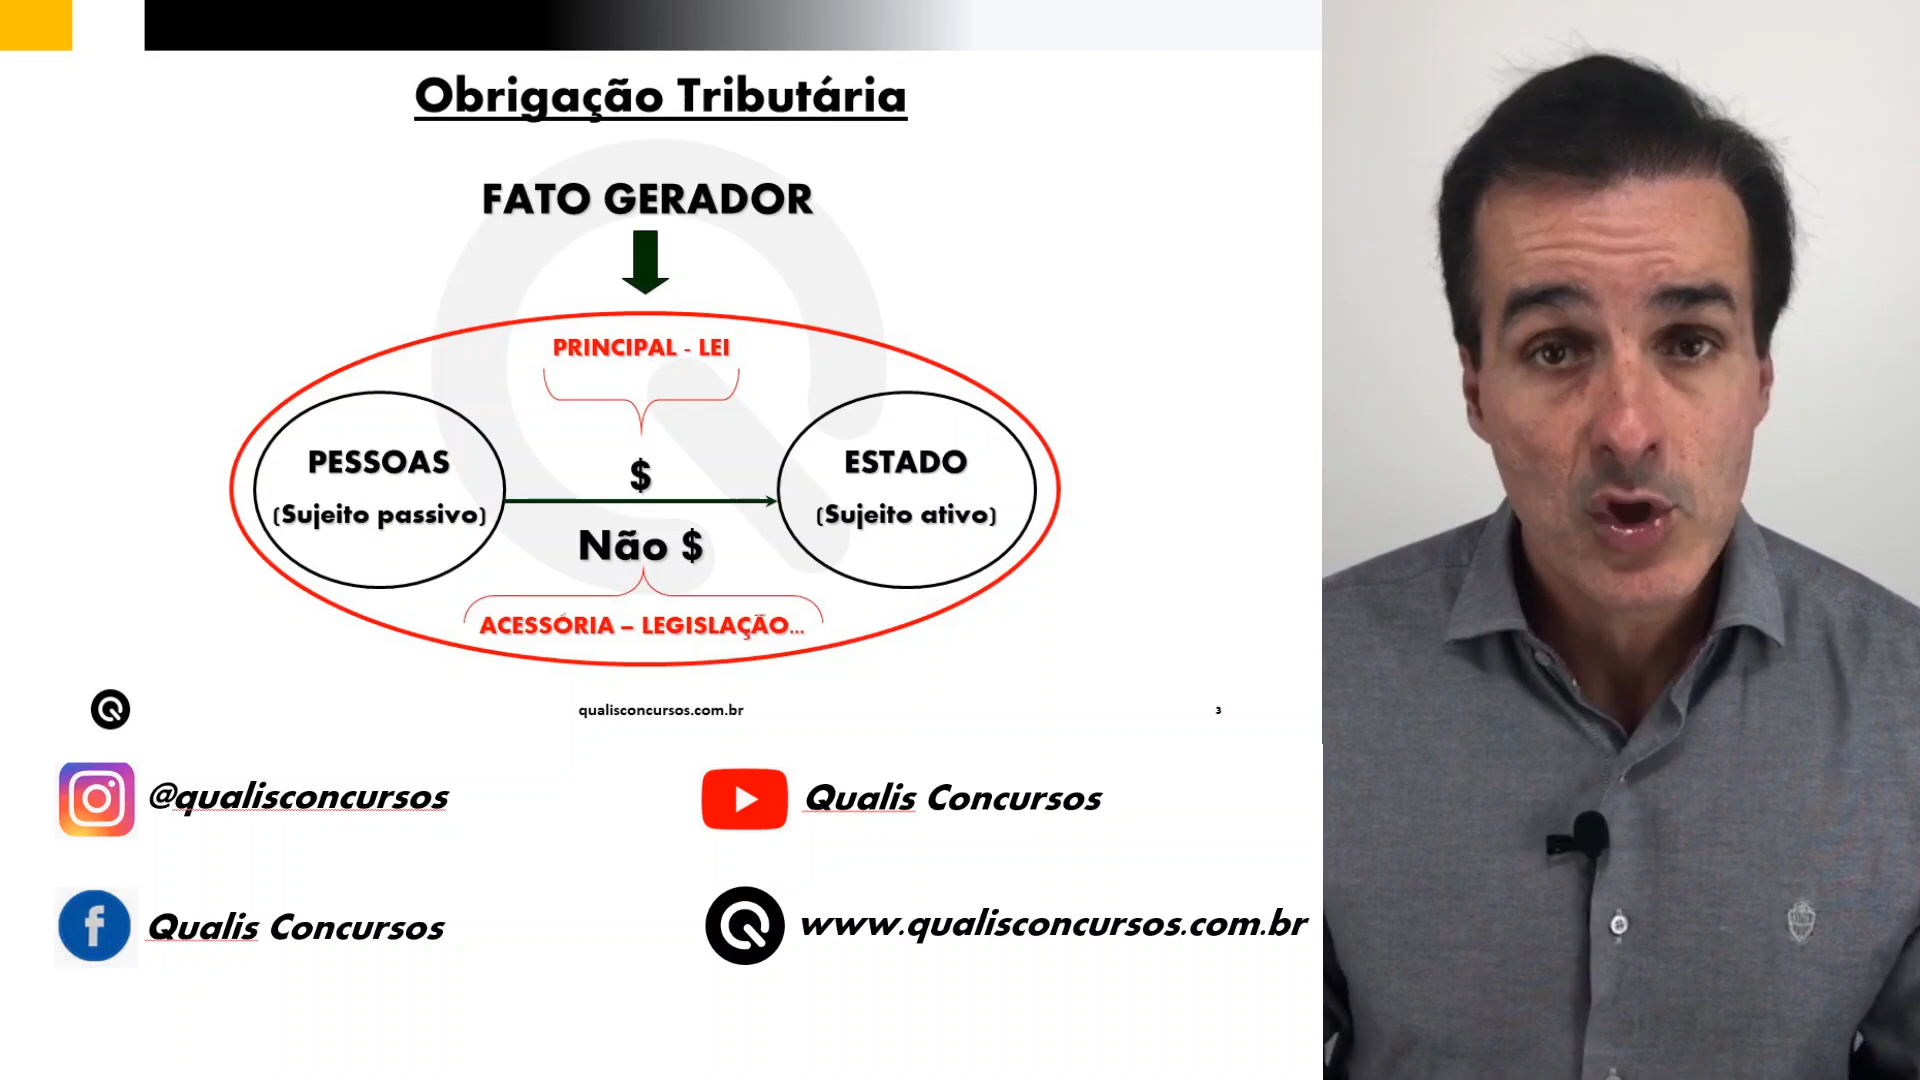 Obrigação Tributária
FATO GERADOR
PRINCIPAL - LEI
PESSOAS
(Sujeito passivo)
$
ESTADO
(Sujeito ativo)
Não $
ACESSÓRIA – LEGISLAÇÃO...
qualisconcursos.com.br
3
@qualisconcursos
Qualis Concursos
Qualis Concursos
www.qualisconcursos.com.br